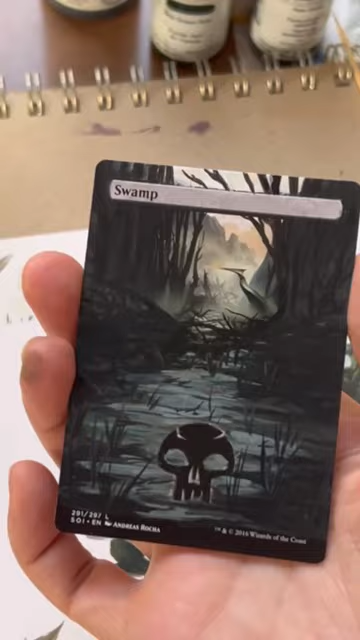 Swamp
291/297 L
SOI • EN ANDREAS ROCHA
™ & © 2016 Wizards of the Coast